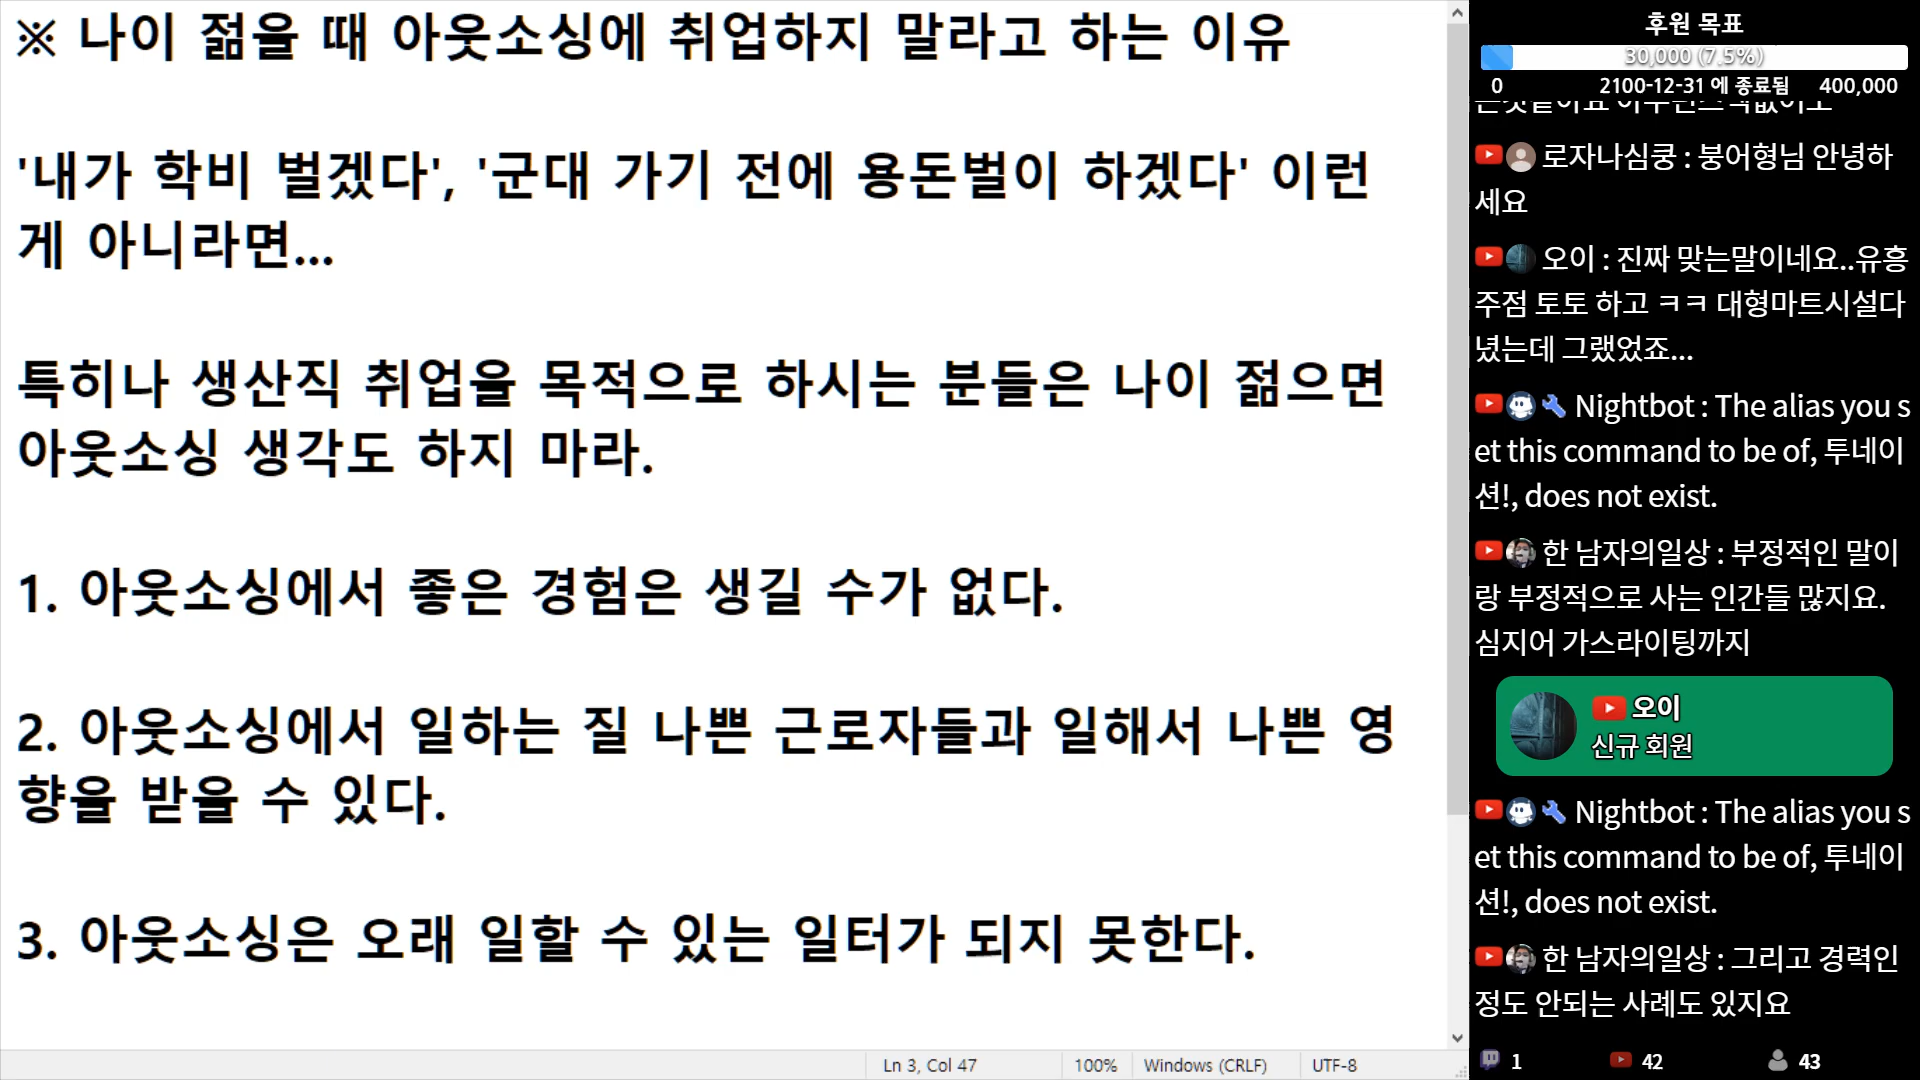 ※ 나이 젊을 때 아웃소싱에 취업하지 말라고 하는 이유
'내가 학비 벌겠다', '군대 가기 전에 용돈벌이 하겠다' 이런
게 아니라면...
특히나 생산직 취업을 목적으로 하시는 분들은 나이 젊으면
아웃소싱 생각도 하지 마라.
1. 아웃소싱에서 좋은 경험은 생길 수가 없다.
2. 아웃소싱에서 일하는 질 나쁜 근로자들과 일해서 나쁜 영
향을 받을 수 있다.
3. 아웃소싱은 오래 일할 수 있는 일터가 되지 못한다.
Ln 3, Col 47
100%
Windows (CRLF)
UTF-8
후원 목표
30,000 (7.5%)
0
2100-12-31 에 종료됨
400,000
로자나심쿵 : 붕어형님 안녕하
세요
오이 : 진짜 맞는말이네요..유흥
주점 토토 하고 ㅋㅋ 대형마트시설다
녔는데 그랬었죠...
Nightbot : The alias you s
et this command to be of, 투네이
션!, does not exist.
한 남자의일상 : 부정적인 말이
랑 부정적으로 사는 인간들 많지요.
심지어 가스라이팅까지
오이
신규 회원
Nightbot : The alias you s
et this command to be of, 투네이
션!, does not exist.
한 남자의일상 : 그리고 경력인
정도 안되는 사례도 있지요
1
42
43